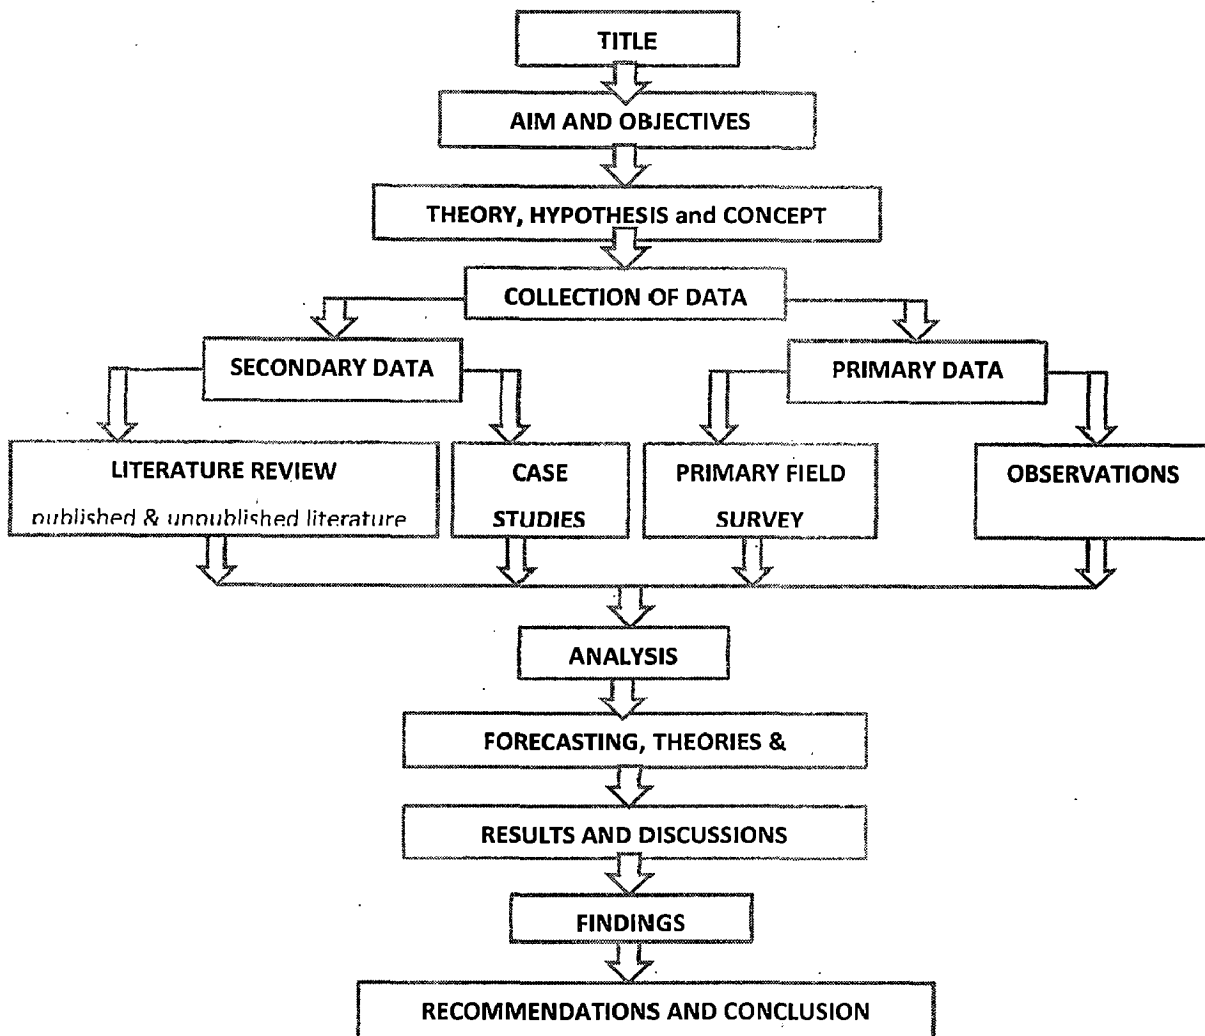 TITLE
AIM AND OBJECTIVES
THEORY, HYPOTHESIS and CONCEPT
COLLECTION OF DATA
SECONDARY DATA
PRIMARY DATA
LITERATURE REVIEW
published & unpublished literature
CASE
STUDIES
PRIMARY FIELD
SURVEY
OBSERVATIONS
ANALYSIS
FORECASTING, THEORIES &
RESULTS AND DISCUSSIONS
FINDINGS
RECOMMENDATIONS AND CONCLUSION